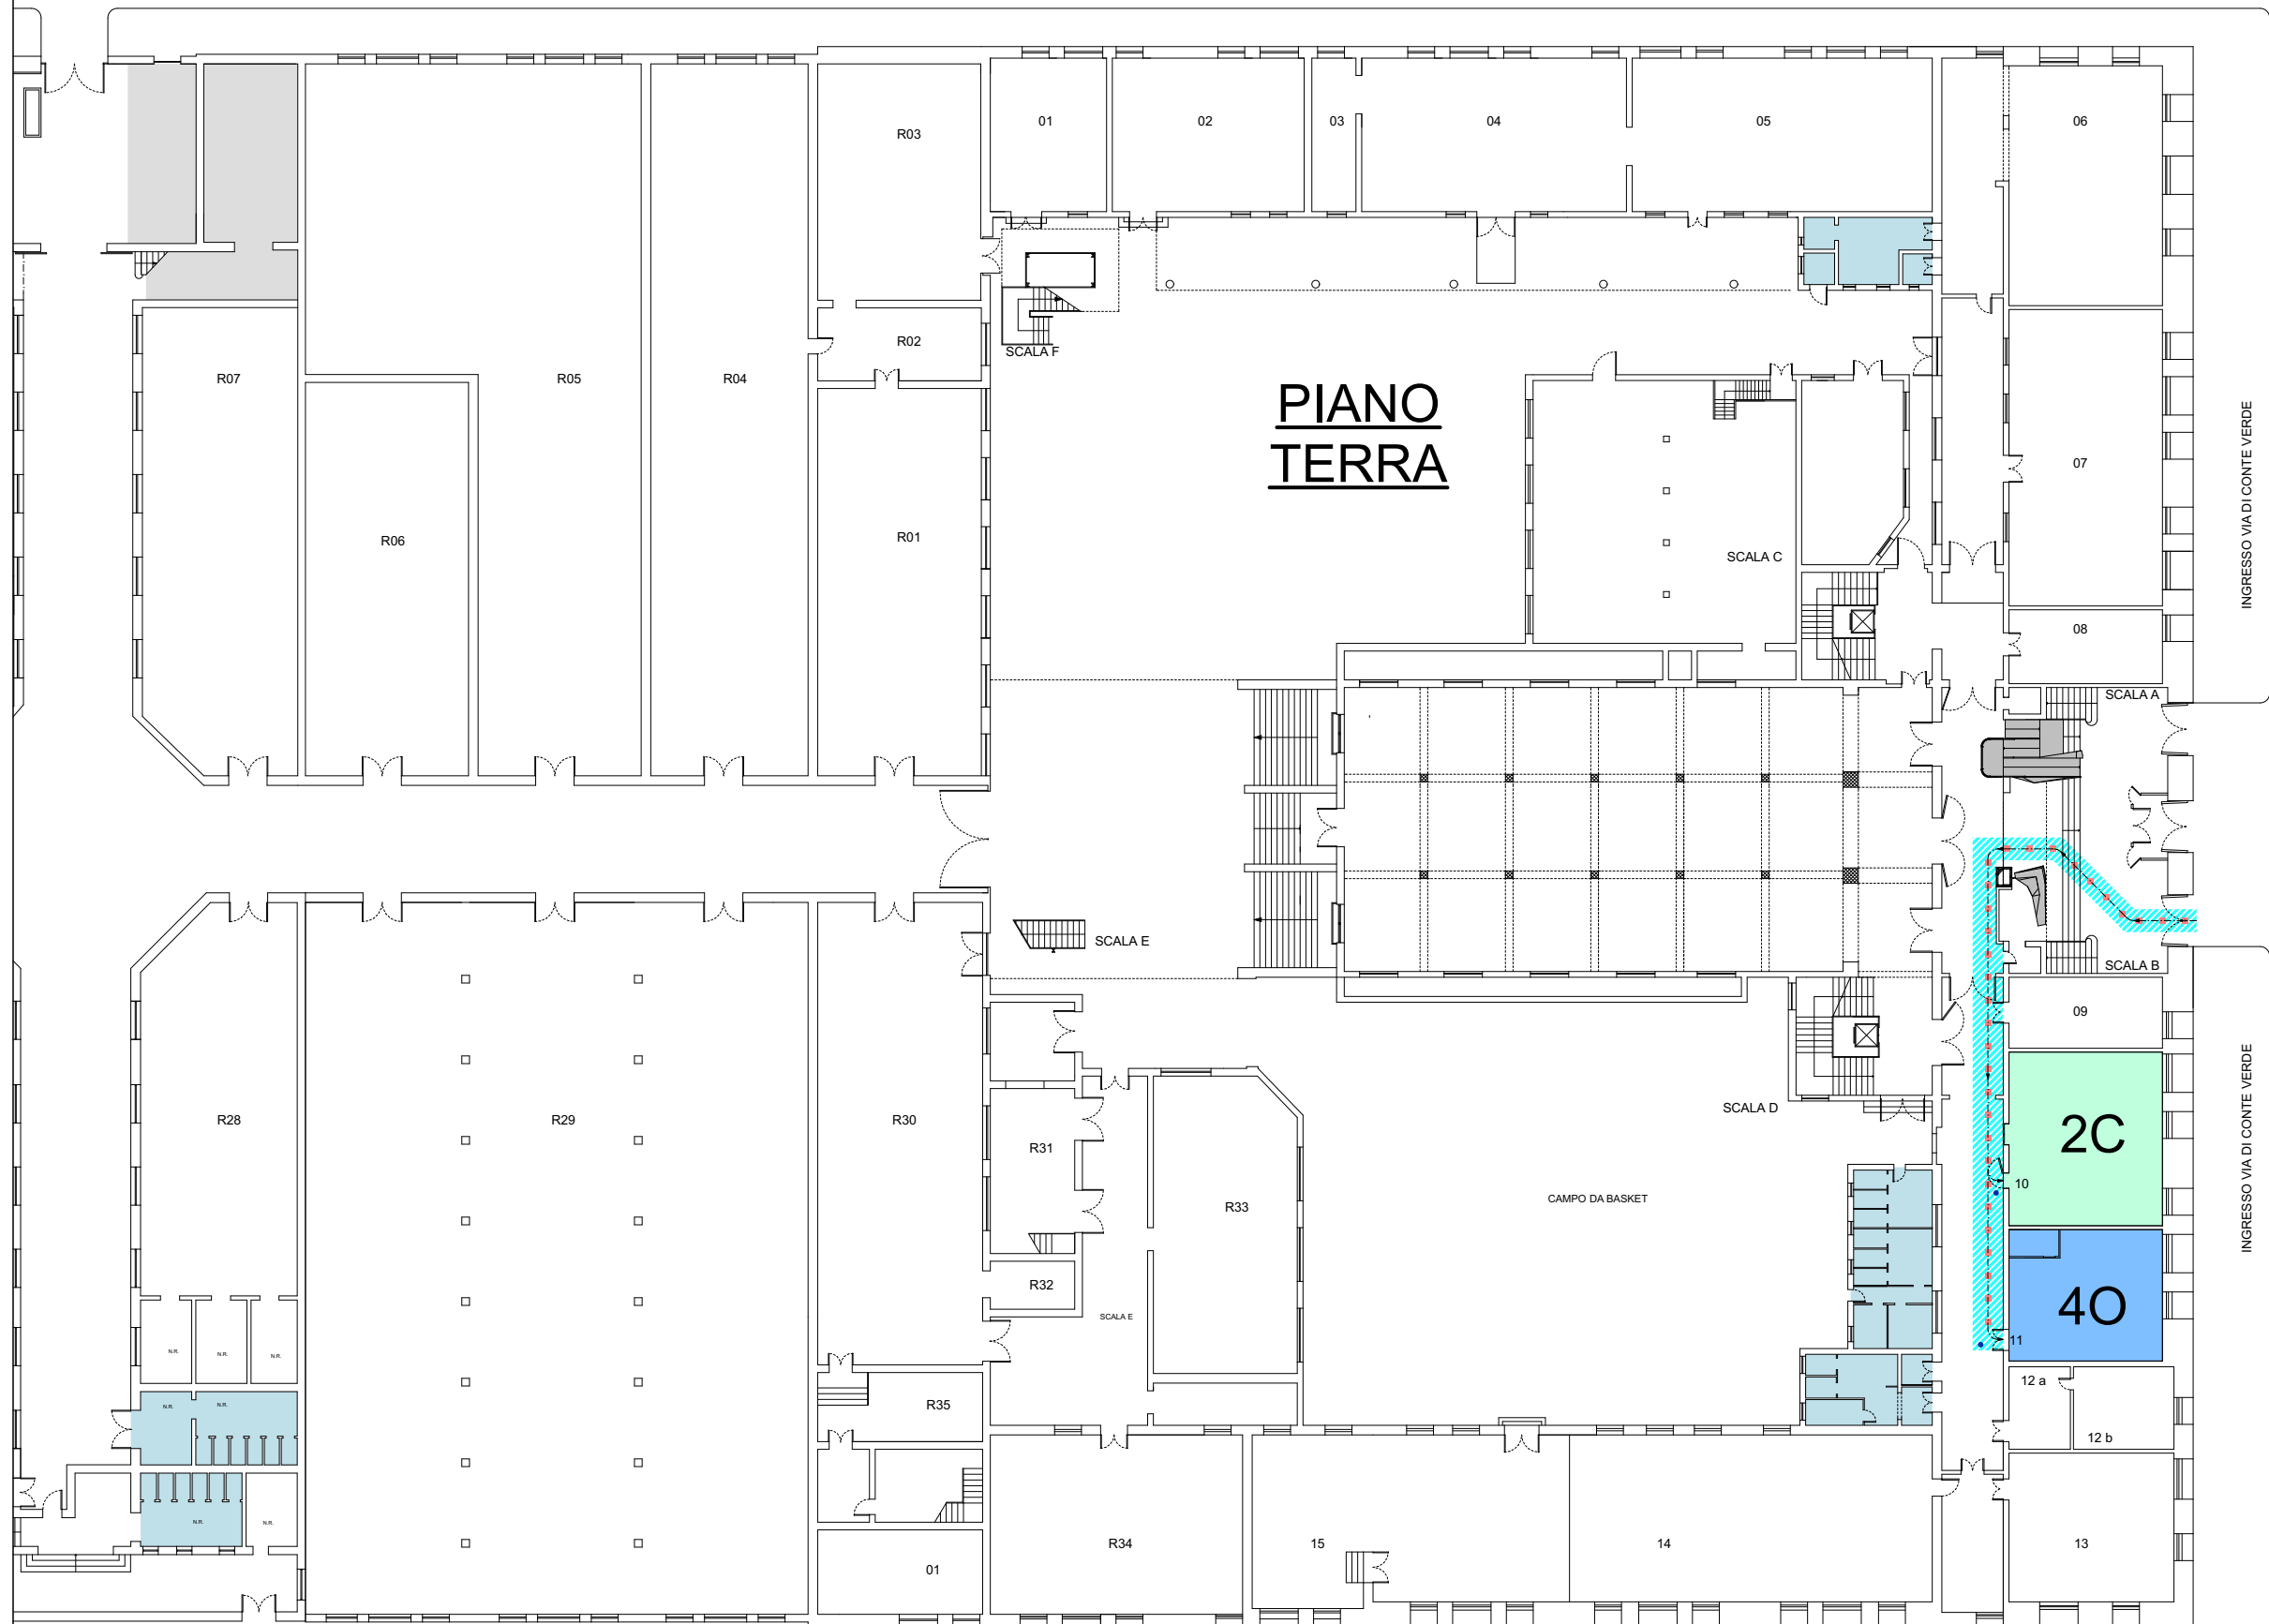 01
02
03
04
05
06
R03
R02
SCALA F
R07
R05
R04
PIANO
TERRA
07
INGRESSO VIA DI CONTE VERDE
R06
R01
SCALA C
08
SCALA A
SCALA E
SCALA B
09
R28
R29
R30
R31
R33
SCALA D
2C
INGRESSO VIA DI CONTE VERDE
CAMPO DA BASKET
10
R32
SCALA E
4O
11
N.R.
N.R.
N.R.
12 a
R35
N.R.
N.R.
12 b
N.R.
N.R.
01
R34
15
14
13